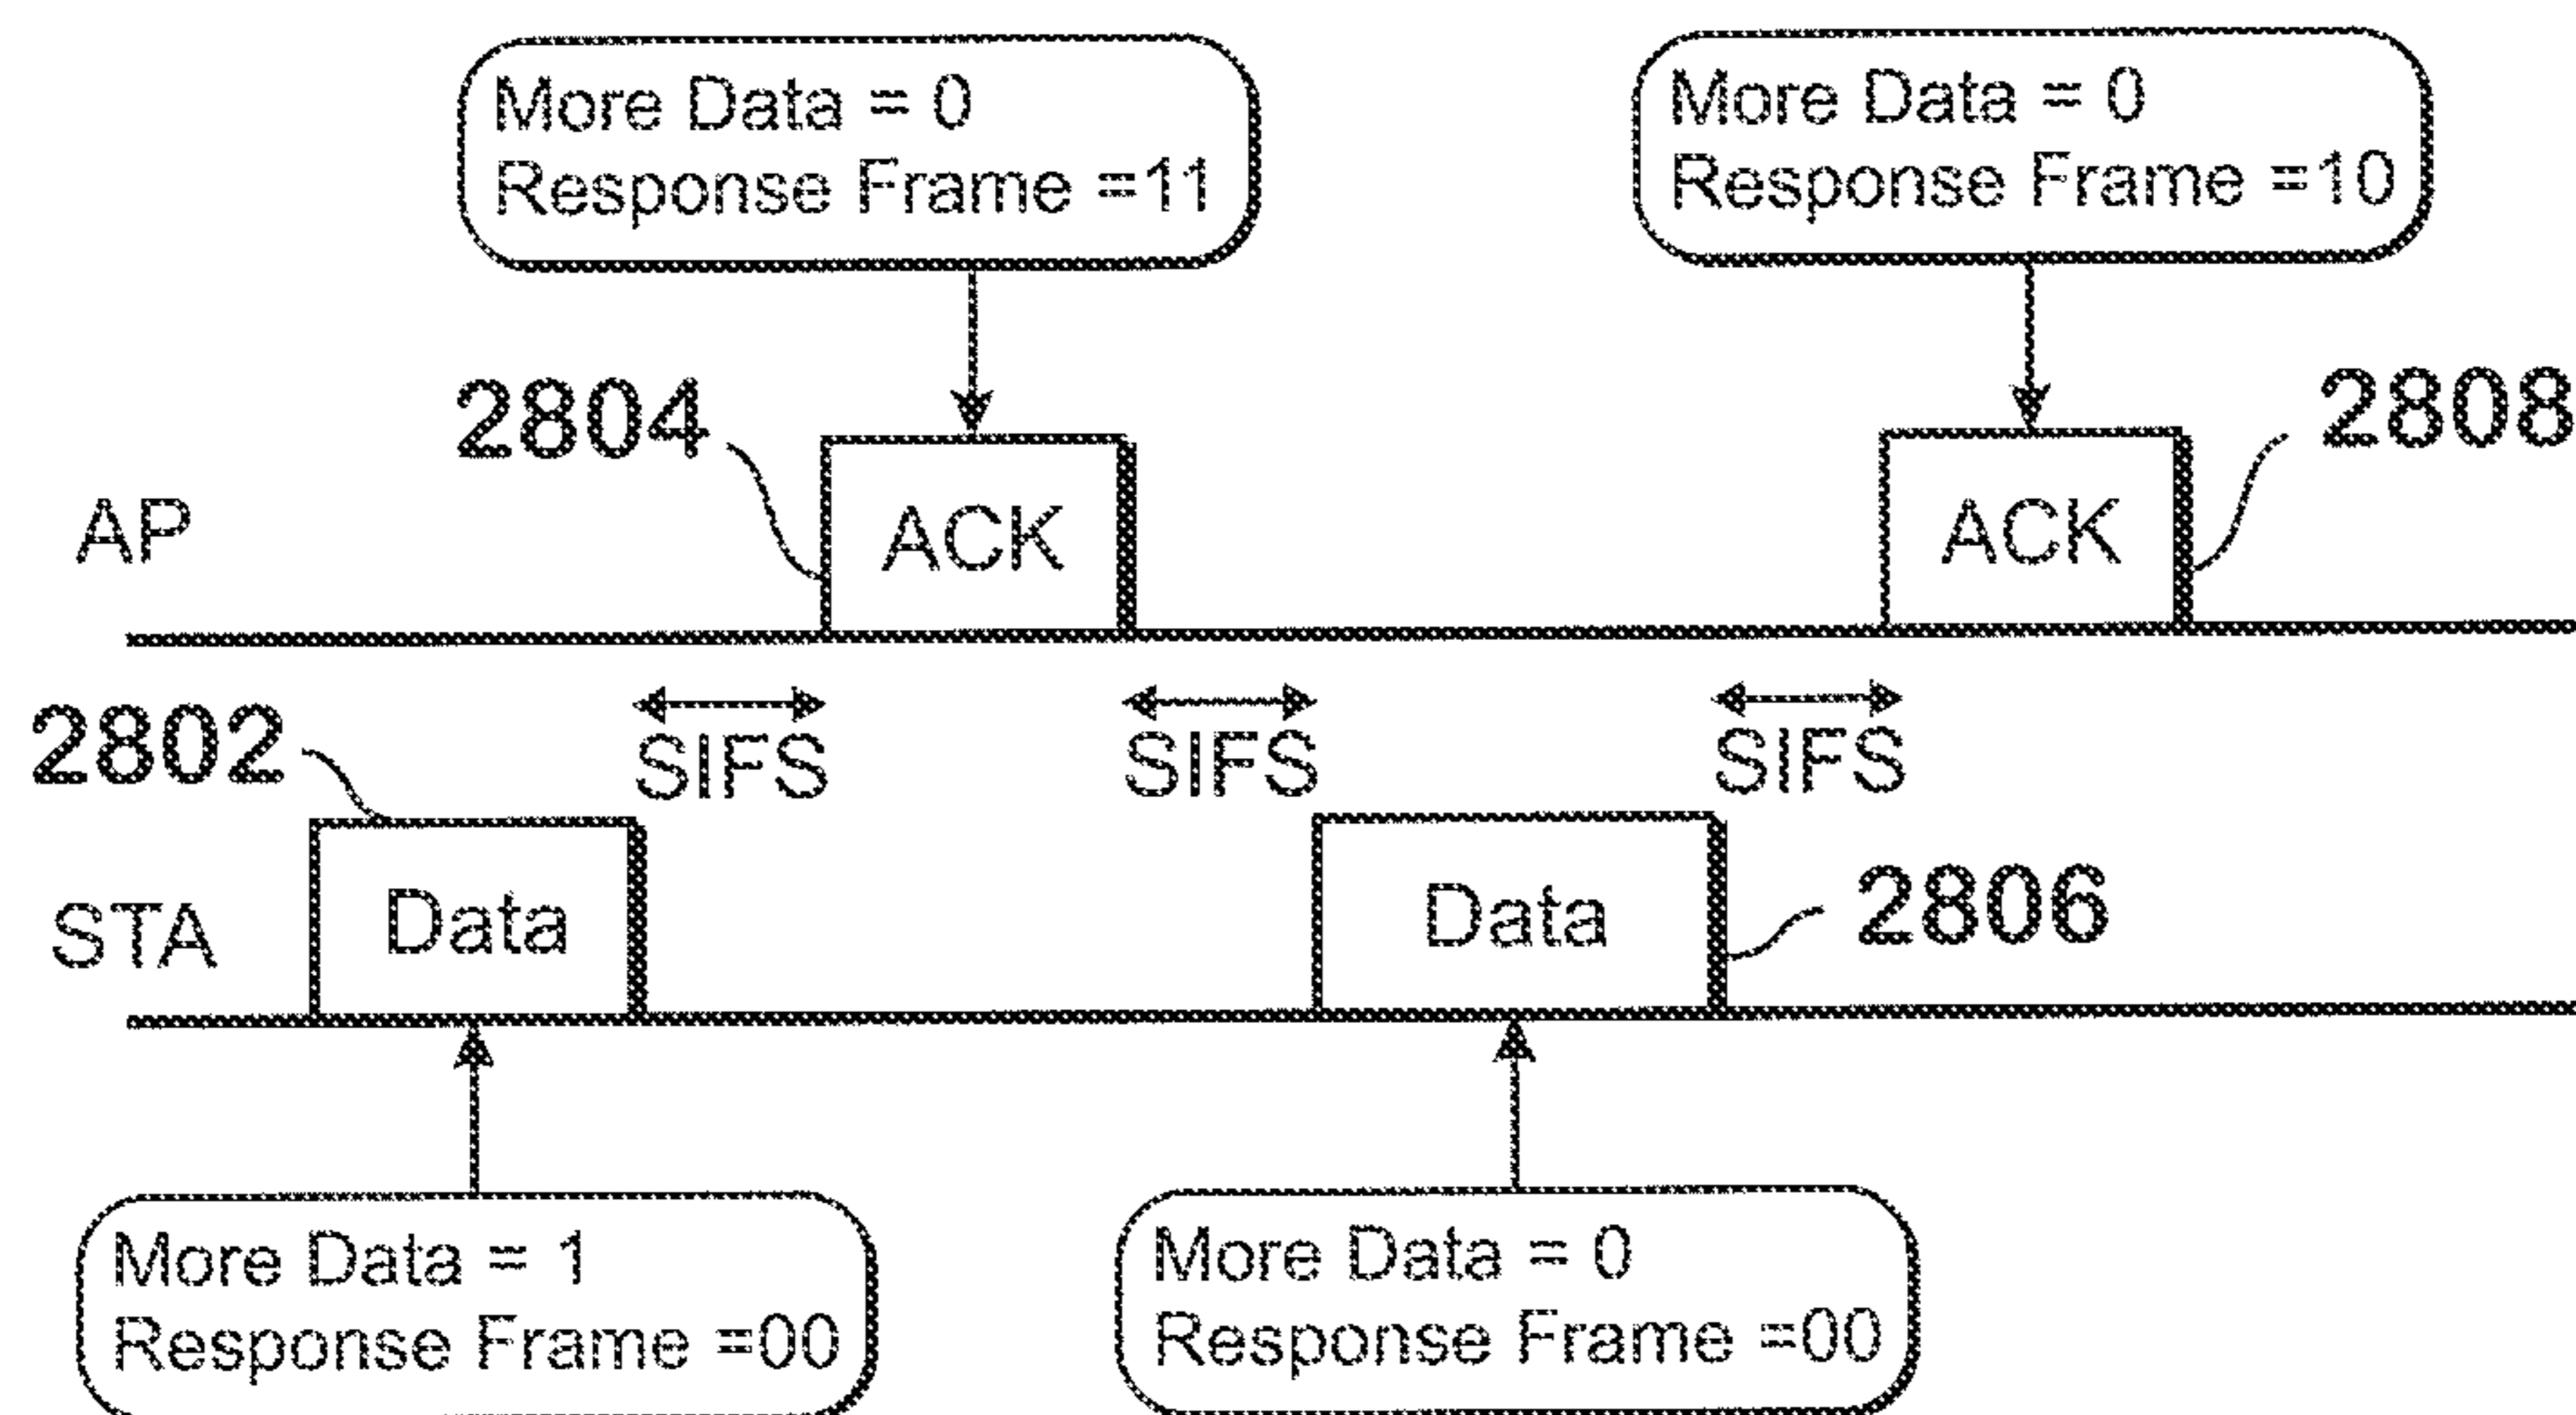 More Data = 0
Response Frame =11
More Data = 0
Response Frame =10
2804
2808
AP
ACK
ACK
2802
SIFS
SIFS
SIFS
STA
Data
Data
2806
More Data = 1
Response Frame =00
More Data = 0
Response Frame =00